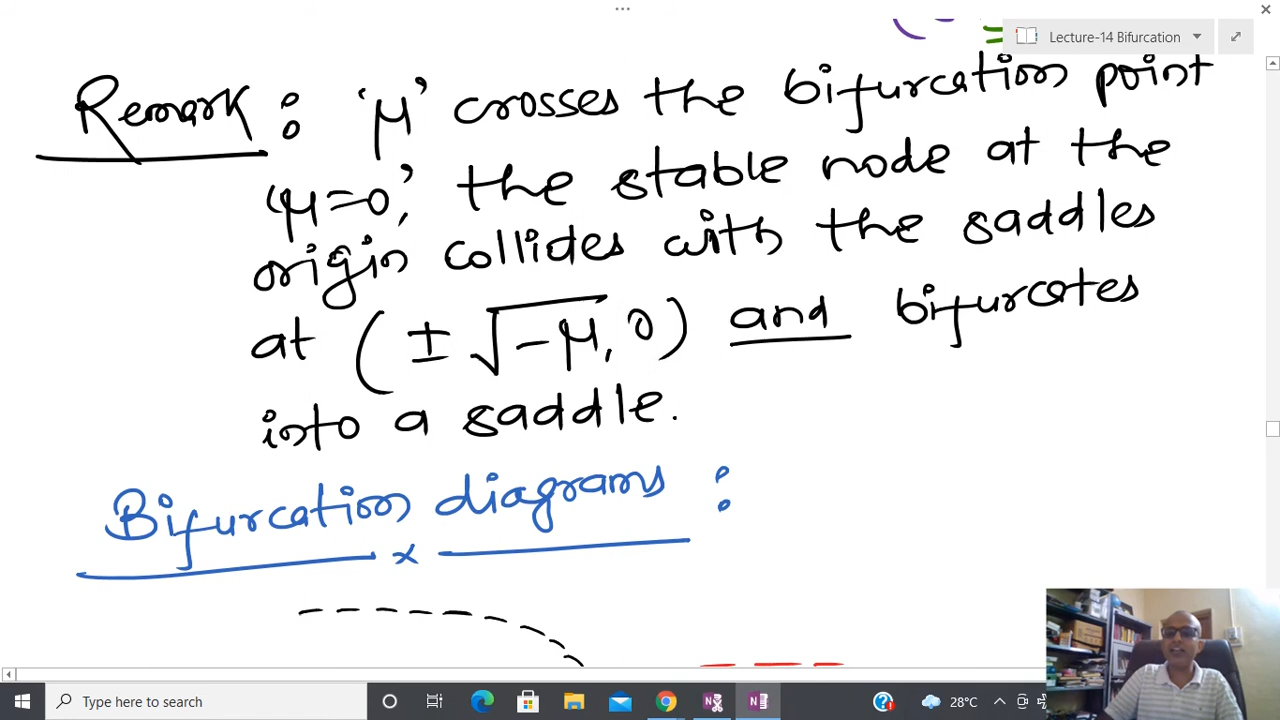 ...
×
Lecture-14 Bifurcation
Remark : 'μ' crosses the bifurcation point
'μ=0', the stable node at the
origin collides with the saddles
at (± √-μ, 0) and bifurcates
into a saddle.
Bifurcation diagrams :
×
Type here to search
28°C